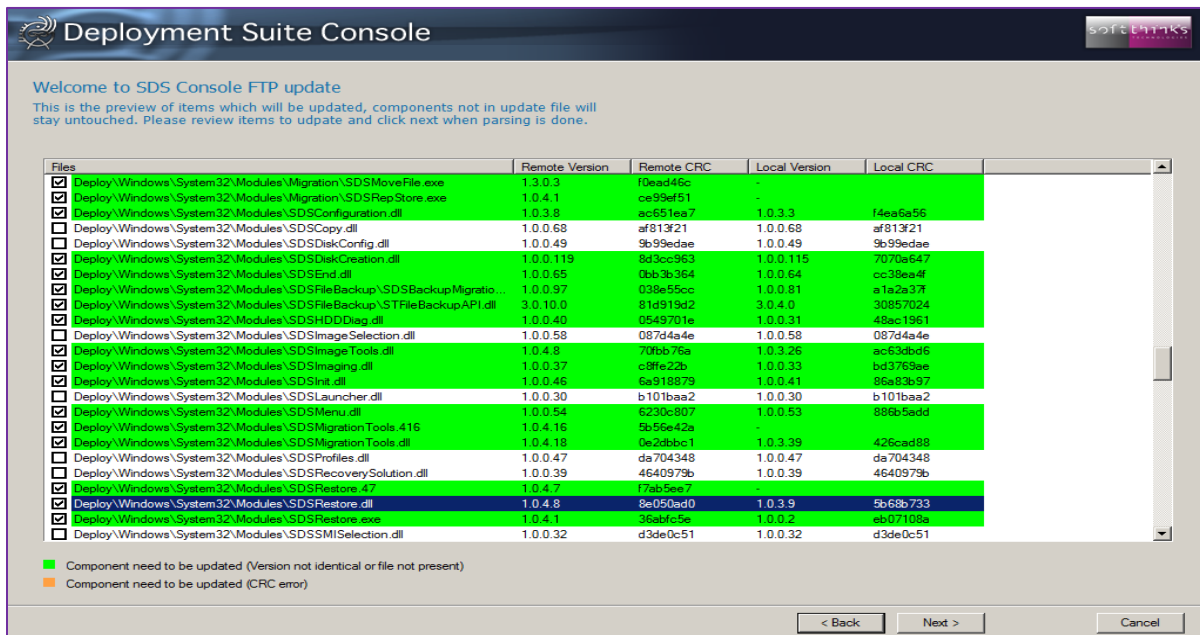 Deployment Suite Console
softthinks
TECHNOLOGIES
Welcome to SDS Console FTP update
This is the preview of items which will be updated, components not in update file will
stay untouched. Please review items to udpate and click next when parsing is done.
Files Remote Version Remote CRC Local Version Local CRC
Deploy\Windows\System32\Modules\Migration\SDSMoveFile.exe 1.3.0.3 f0ead46c -
Deploy\Windows\System32\Modules\Migration\SDSRepStore.exe 1.0.4.1 ce99ef51 -
Deploy\Windows\System32\Modules\SDSConfiguration.dll 1.0.3.8 ac651ea7 1.0.3.3 f4ea6a56
Deploy\Windows\System32\Modules\SDSCopy.dll 1.0.0.68 af813f21 1.0.0.68 af813f21
Deploy\Windows\System32\Modules\SDSDiskConfig.dll 1.0.0.49 9b99edae 1.0.0.49 9b99edae
Deploy\Windows\System32\Modules\SDSDiskCreation.dll 1.0.0.119 8d3cc963 1.0.0.115 7070a647
Deploy\Windows\System32\Modules\SDSEnd.dll 1.0.0.65 0bb3b364 1.0.0.64 cc38ea4f
Deploy\Windows\System32\Modules\SDSFileBackup\SDSBackupMigratio... 1.0.0.97 038e55cc 1.0.0.81 a1a2a37f
Deploy\Windows\System32\Modules\SDSFileBackup\STFileBackupAPI.dll 3.0.10.0 81d919d2 3.0.4.0 30857024
Deploy\Windows\System32\Modules\SDSHDDDiag.dll 1.0.0.40 0549701e 1.0.0.31 48ac1961
Deploy\Windows\System32\Modules\SDSImageSelection.dll 1.0.0.58 087d4a4e 1.0.0.58 087d4a4e
Deploy\Windows\System32\Modules\SDSImageTools.dll 1.0.4.8 70fbb76a 1.0.3.26 ac63dbd6
Deploy\Windows\System32\Modules\SDSImaging.dll 1.0.0.37 c8ffe22b 1.0.0.33 bd3769ae
Deploy\Windows\System32\Modules\SDSInit.dll 1.0.0.46 6a918879 1.0.0.41 86a83b97
Deploy\Windows\System32\Modules\SDSLauncher.dll 1.0.0.30 b101baa2 1.0.0.30 b101baa2
Deploy\Windows\System32\Modules\SDSMenu.dll 1.0.0.54 6230c807 1.0.0.53 886b5add
Deploy\Windows\System32\Modules\SDSMigrationTools.416 1.0.4.16 5b56e42a -
Deploy\Windows\System32\Modules\SDSMigrationTools.dll 1.0.4.18 0e2dbbc1 1.0.3.39 426cad88
Deploy\Windows\System32\Modules\SDSProfiles.dll 1.0.0.47 da704348 1.0.0.47 da704348
Deploy\Windows\System32\Modules\SDSRecoverySolution.dll 1.0.0.39 4640979b 1.0.0.39 4640979b
Deploy\Windows\System32\Modules\SDSRestore.47 1.0.4.7 f7ab5ee7 -
Deploy\Windows\System32\Modules\SDSRestore.dll 1.0.4.8 8e050ad0 1.0.3.9 5b68b733
Deploy\Windows\System32\Modules\SDSRestore.exe 1.0.4.1 36abfc5e 1.0.0.2 eb07108a
Deploy\Windows\System32\Modules\SDSSMISelection.dll 1.0.0.32 d3de0c51 1.0.0.32 d3de0c51
Component need to be updated (Version not identical or file not present)
Component need to be updated (CRC error)
< Back Next > Cancel